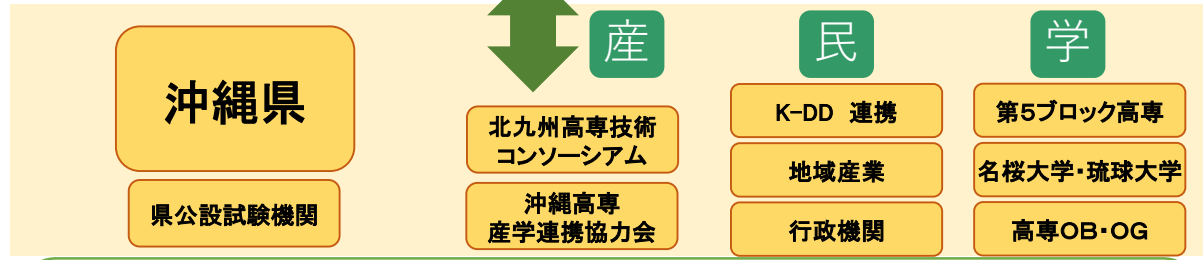 沖縄県
県公設試験機関
産
北九州高専技術
コンソーシアム
沖縄高専
産学連携協力会
民
K-DD 連携
地域産業
行政機関
学
第5ブロック高専
名桜大学・琉球大学
高専OB・OG